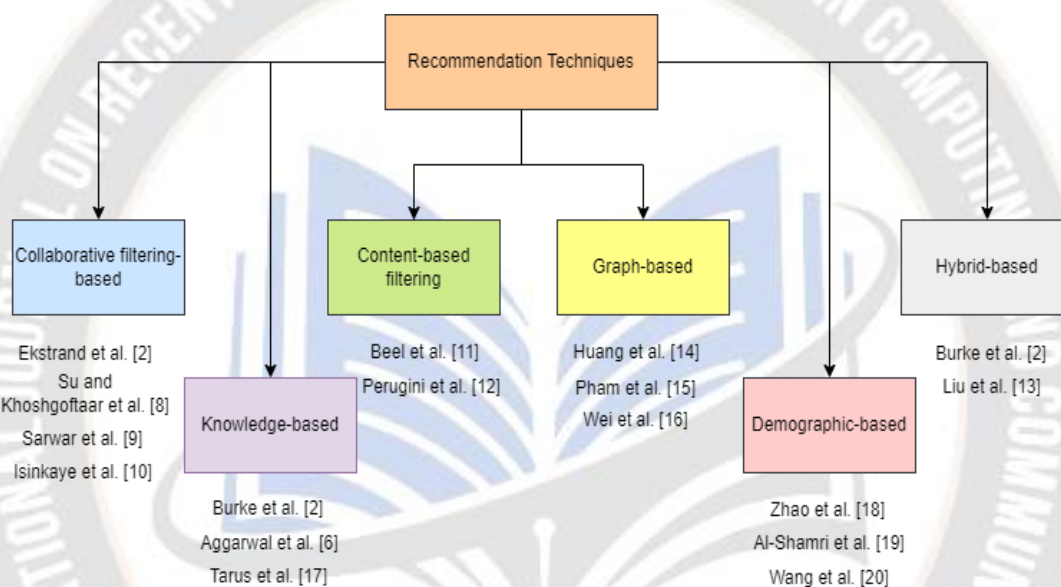 Recommendation Techniques
Collaborative filtering-
based
Content-based
filtering
Graph-based
Hybrid-based
Ekstrand et al. [2]
Su and
Khoshgoftaar et al. [8]
Sarwar et al. [9]
Isinkaye et al. [10]
Knowledge-based
Burke et al. [2]
Aggarwal et al. [6]
Tarus et al. [17]
Beel et al. [11]
Perugini et al. [12]
Huang et al. [14]
Pham et al. [15]
Wei et al. [16]
Demographic-based
Zhao et al. [18]
Al-Shamri et al. [19]
Wang et al. [20]
Burke et al. [2]
Liu et al. [13]
ON RECENT
IN COMPUTING